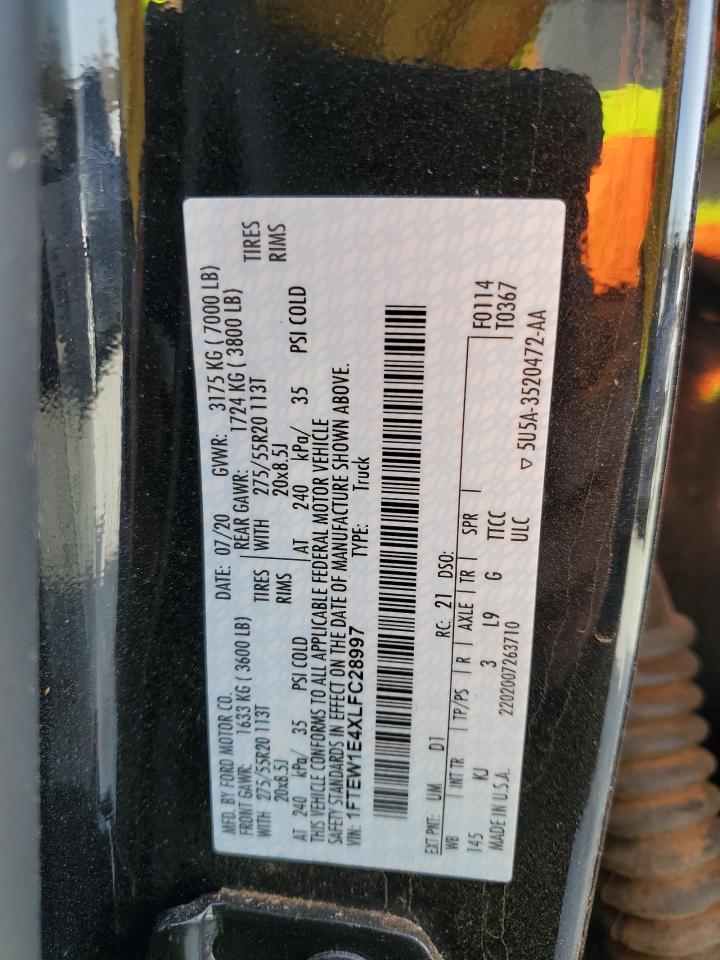 MFD. BY FORD MOTOR CO.
DATE: 07/20 GVWR: 3175 KG ( 7000 LB)
FRONT GAWR: 1633 KG ( 3600 LB)
REAR GAWR: 1724 KG ( 3800 LB)
WITH 275/55R20 113T TIRES
WITH 275/55R20 113T TIRES
20x8.5J RIMS
20x8.5J RIMS
AT 240 kPa/ 35 PSI COLD
AT 240 kPa/ 35 PSI COLD
THIS VEHICLE CONFORMS TO ALL APPLICABLE FEDERAL MOTOR VEHICLE
SAFETY STANDARDS IN EFFECT ON THE DATE OF MANUFACTURE SHOWN ABOVE.
VIN: 1FTEW1E4XLFC28997 TYPE: Truck
EXT PNT: UM D1 RC: 21 DSO:
WB INT TR TP/PS R AXLE TR SPR F0114
145 KJ 3 L9 G TTCC T0367
MADE IN U.S.A. 2202007263710 ULC
▽ 5U5A-3520472-AA